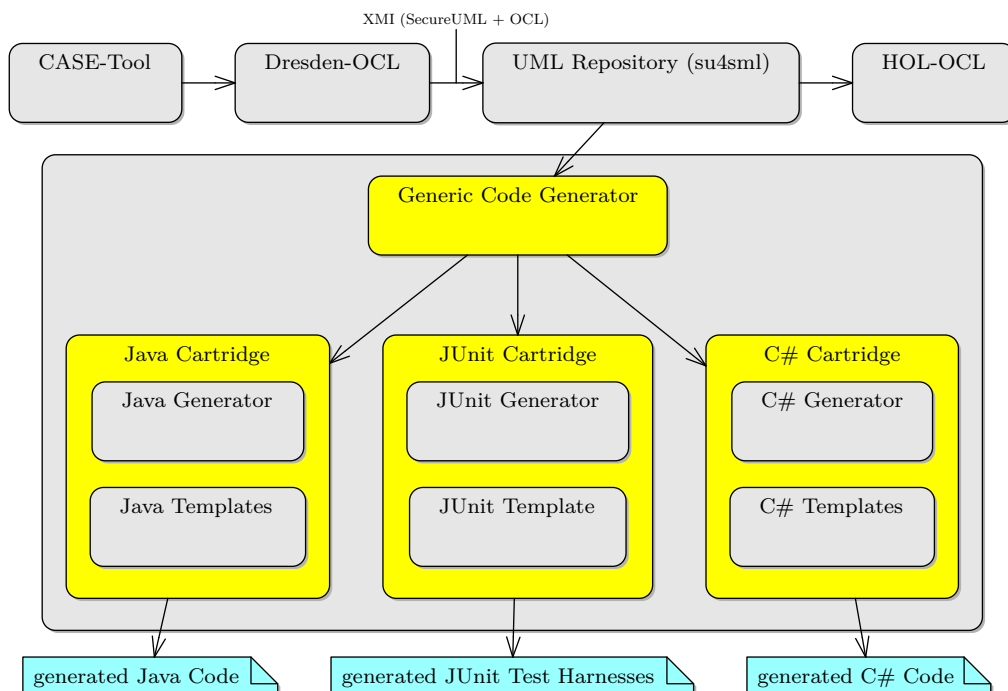 XMI (SecureUML + OCL)
CASE-Tool
Dresden-OCL
UML Repository (su4sml)
HOL-OCL
Generic Code Generator
Java Cartridge
JUnit Cartridge
C# Cartridge
Java Generator
JUnit Generator
C# Generator
Java Templates
JUnit Template
C# Templates
generated Java Code
generated JUnit Test Harnesses
generated C# Code